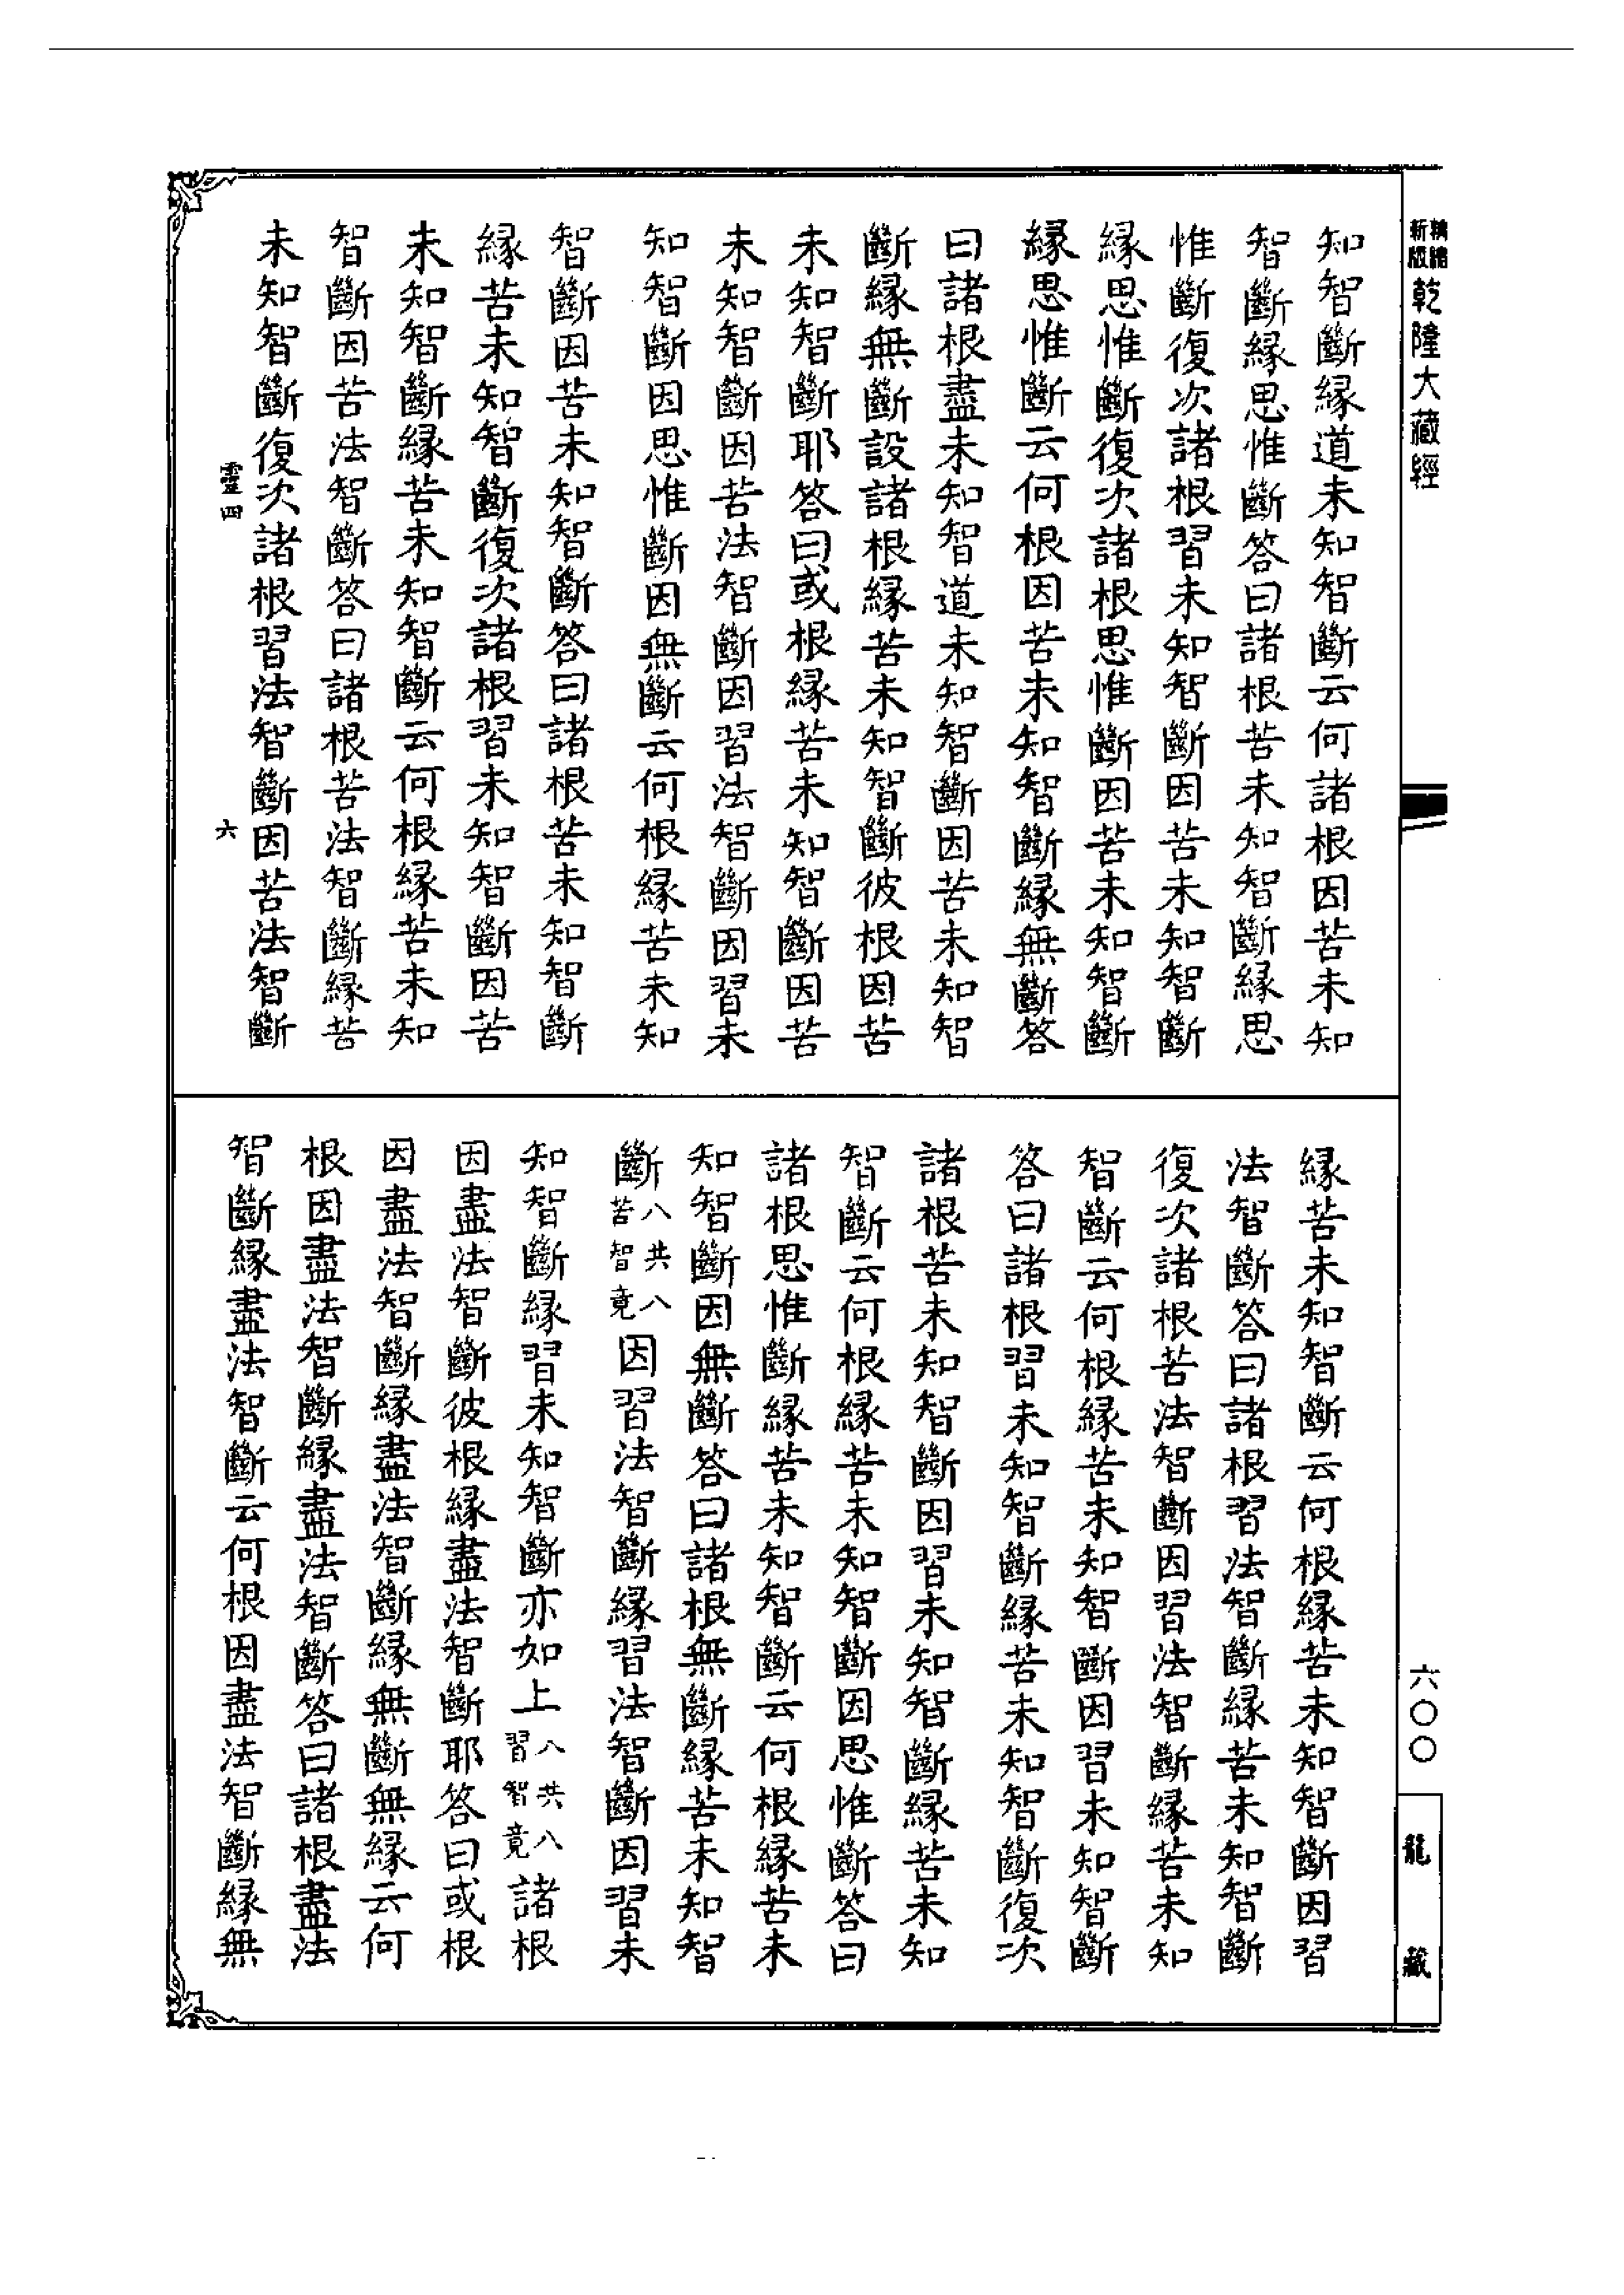 精縮
新版
乾隆大藏經
知智斷緣道未知智斷云何諸根因苦未知
智斷緣思惟斷答曰諸根苦未知智斷緣思
惟斷復次諸根習未知智斷因苦未知智斷
緣思惟斷復次諸根思惟斷因苦未知智斷
緣思惟斷云何根因苦未知智斷緣無斷答
曰諸根盡未知智道未知智斷因苦未知智
斷緣無斷設諸根緣苦未知智斷彼根因苦
未知智斷耶答曰或根緣苦未知智斷因苦
未知智斷因苦法智斷因習法智斷因習未
知智斷因思惟斷因無斷云何根緣苦未知
智斷因苦未知智斷答曰諸根苦未知智斷
緣苦未知智斷復次諸根習未知智斷因苦
未知智斷緣苦未知智斷云何根緣苦未知
智斷因苦法智斷答曰諸根苦法智斷緣苦
未知智斷復次諸根習法智斷因苦法智斷
靈四
六
緣苦未知智斷云何根緣苦未知智斷因習
法智斷答曰諸根習法智斷緣苦未知智斷
復次諸根苦法智斷因習法智斷緣苦未知
智斷云何根緣苦未知智斷因習未知智斷
答曰諸根習未知智斷緣苦未知智斷復次
諸根苦未知智斷因習未知智斷緣苦未知
智斷云何根緣苦未知智斷因思惟斷答曰
諸根思惟斷緣苦未知智斷云何根緣苦未
知智斷因無斷答曰諸根無斷緣苦未知智
斷八共八苦智竟因習法智斷緣習法智斷因習未
知智斷緣習未知智斷亦如上八共八習智竟諸根
因盡法智斷彼根緣盡法智斷耶答曰或根
因盡法智斷緣盡法智斷緣無斷無緣云何
根因盡法智斷緣盡法智斷答曰諸根盡法
智斷緣盡法智斷云何根因盡法智斷緣無
六〇〇
龍藏